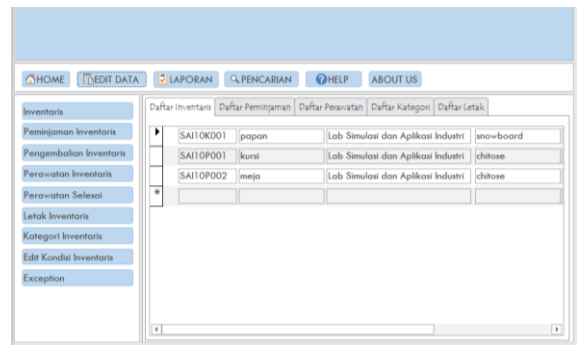 HOME EDIT DATA LAPORAN PENCARIAN HELP ABOUT US
Daftar Inventaris Daftar Peminjaman Daftar Perawatan Daftar Kategori Daftar Letak
Inventaris
Peminjaman Inventaris
Pengembalian Inventaris
Perawatan Inventaris
Perawatan Selesai
Letak Inventaris
Kategori Inventaris
Edit Kondisi Inventaris
Exception
SAI10K001 papan Lab Simulasi dan Aplikasi Industri snowboard
SAI10P001 kursi Lab Simulasi dan Aplikasi Industri chitose
SAI10P002 meja Lab Simulasi dan Aplikasi Industri chitose